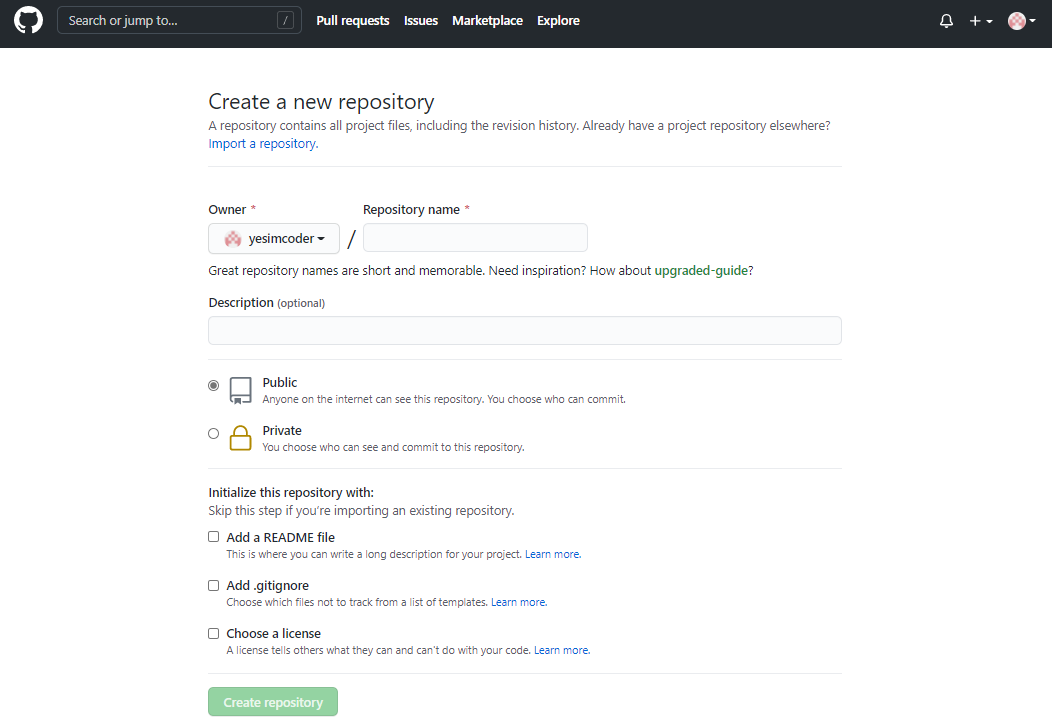 Search or jump to... / Pull requests Issues Marketplace Explore
Create a new repository
A repository contains all project files, including the revision history. Already have a project repository elsewhere?
Import a repository.
Owner * Repository name *
yesimcoder /
Great repository names are short and memorable. Need inspiration? How about upgraded-guide?
Description (optional)
Public
Anyone on the internet can see this repository. You choose who can commit.
Private
You choose who can see and commit to this repository.
Initialize this repository with:
Skip this step if you're importing an existing repository.
Add a README file
This is where you can write a long description for your project. Learn more.
Add .gitignore
Choose which files not to track from a list of templates. Learn more.
Choose a license
A license tells others what they can and can't do with your code. Learn more.
Create repository